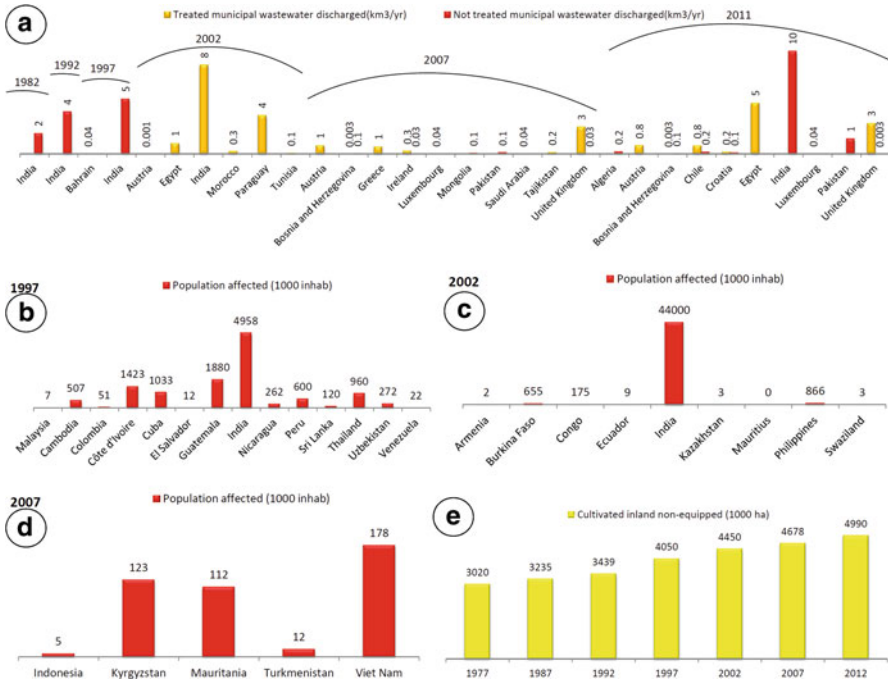 a
Treated municipal wastewater discharged(km3/yr) Not treated municipal wastewater discharged(km3/yr)
1982 1992 1997 2002 2007 2011
2 4 0.04 5 0.001 1 8 0.3 4 0.1 1 0.003 0.1 1 0.3 0.03 0.04 0.1 0.1 0.04 0.2 3 0.03 0.2 0.8 0.003 0.1 0.8 0.2 0.2 0.1 5 10 0.04 1 3 0.003
India India Bahrain India Austria Egypt India Morocco Paraguay Tunisia Austria Bosnia and Herzegovina Greece Ireland Luxembourg Mongolia Pakistan Saudi Arabia Tajikistan United Kingdom Algeria Austria Bosnia and Herzegovina Chile Croatia Egypt India Luxembourg Pakistan United Kingdom
1997
b
Population affected (1000 inhab)
7 507 51 1423 1033 12 1880 4958 262 600 120 960 272 22
Malaysia Cambodia Colombia Côte d'Ivoire Cuba El Salvador Guatemala India Nicaragua Peru Sri Lanka Thailand Uzbekistan Venezuela
2002
c
Population affected (1000 inhab)
2 655 175 9 44000 3 0 866 3
Armenia Burkina Faso Congo Ecuador India Kazakhstan Mauritius Philippines Swaziland
2007
d
Population affected (1000 inhab)
5 123 112 12 178
Indonesia Kyrgyzstan Mauritania Turkmenistan Viet Nam
e
Cultivated inland non-equipped (1000 ha)
3020 3235 3439 4050 4450 4678 4990
1977 1987 1992 1997 2002 2007 2012